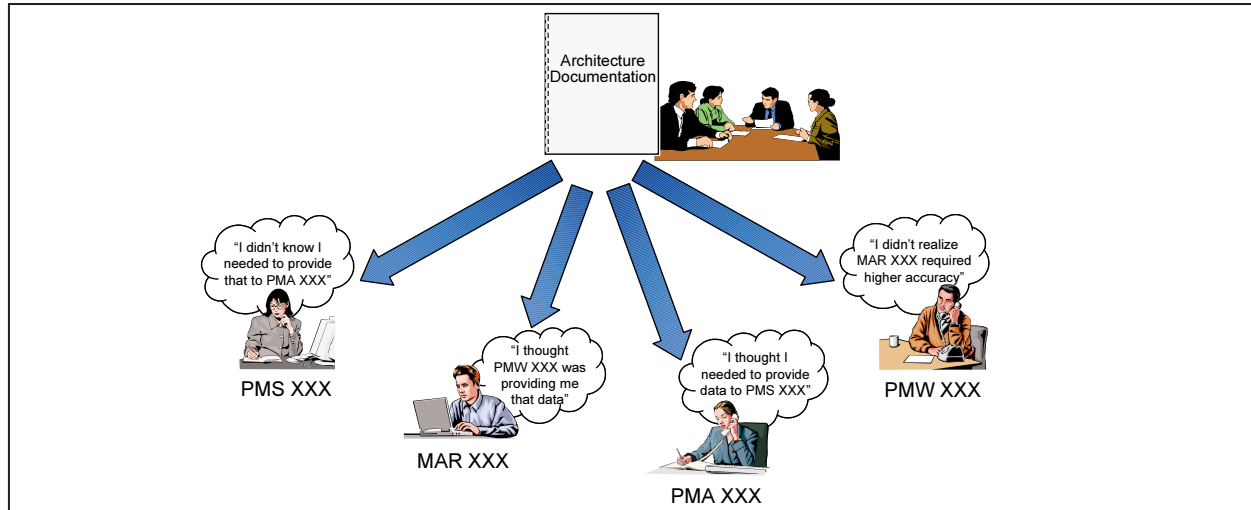 Architecture
Documentation
“I didn’t know I
needed to provide
that to PMA XXX”
PMS XXX
“I thought
PMW XXX was
providing me
that data”
MAR XXX
“I thought I
needed to provide
data to PMS XXX”
PMA XXX
“I didn’t realize
MAR XXX required
higher accuracy”
PMW XXX